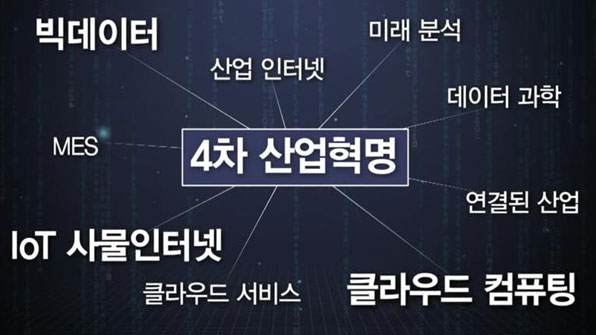 빅데이터
미래 분석
산업 인터넷
데이터 과학
MES
4차 산업혁명
연결된 산업
IoT 사물인터넷
클라우드 서비스
클라우드 컴퓨팅